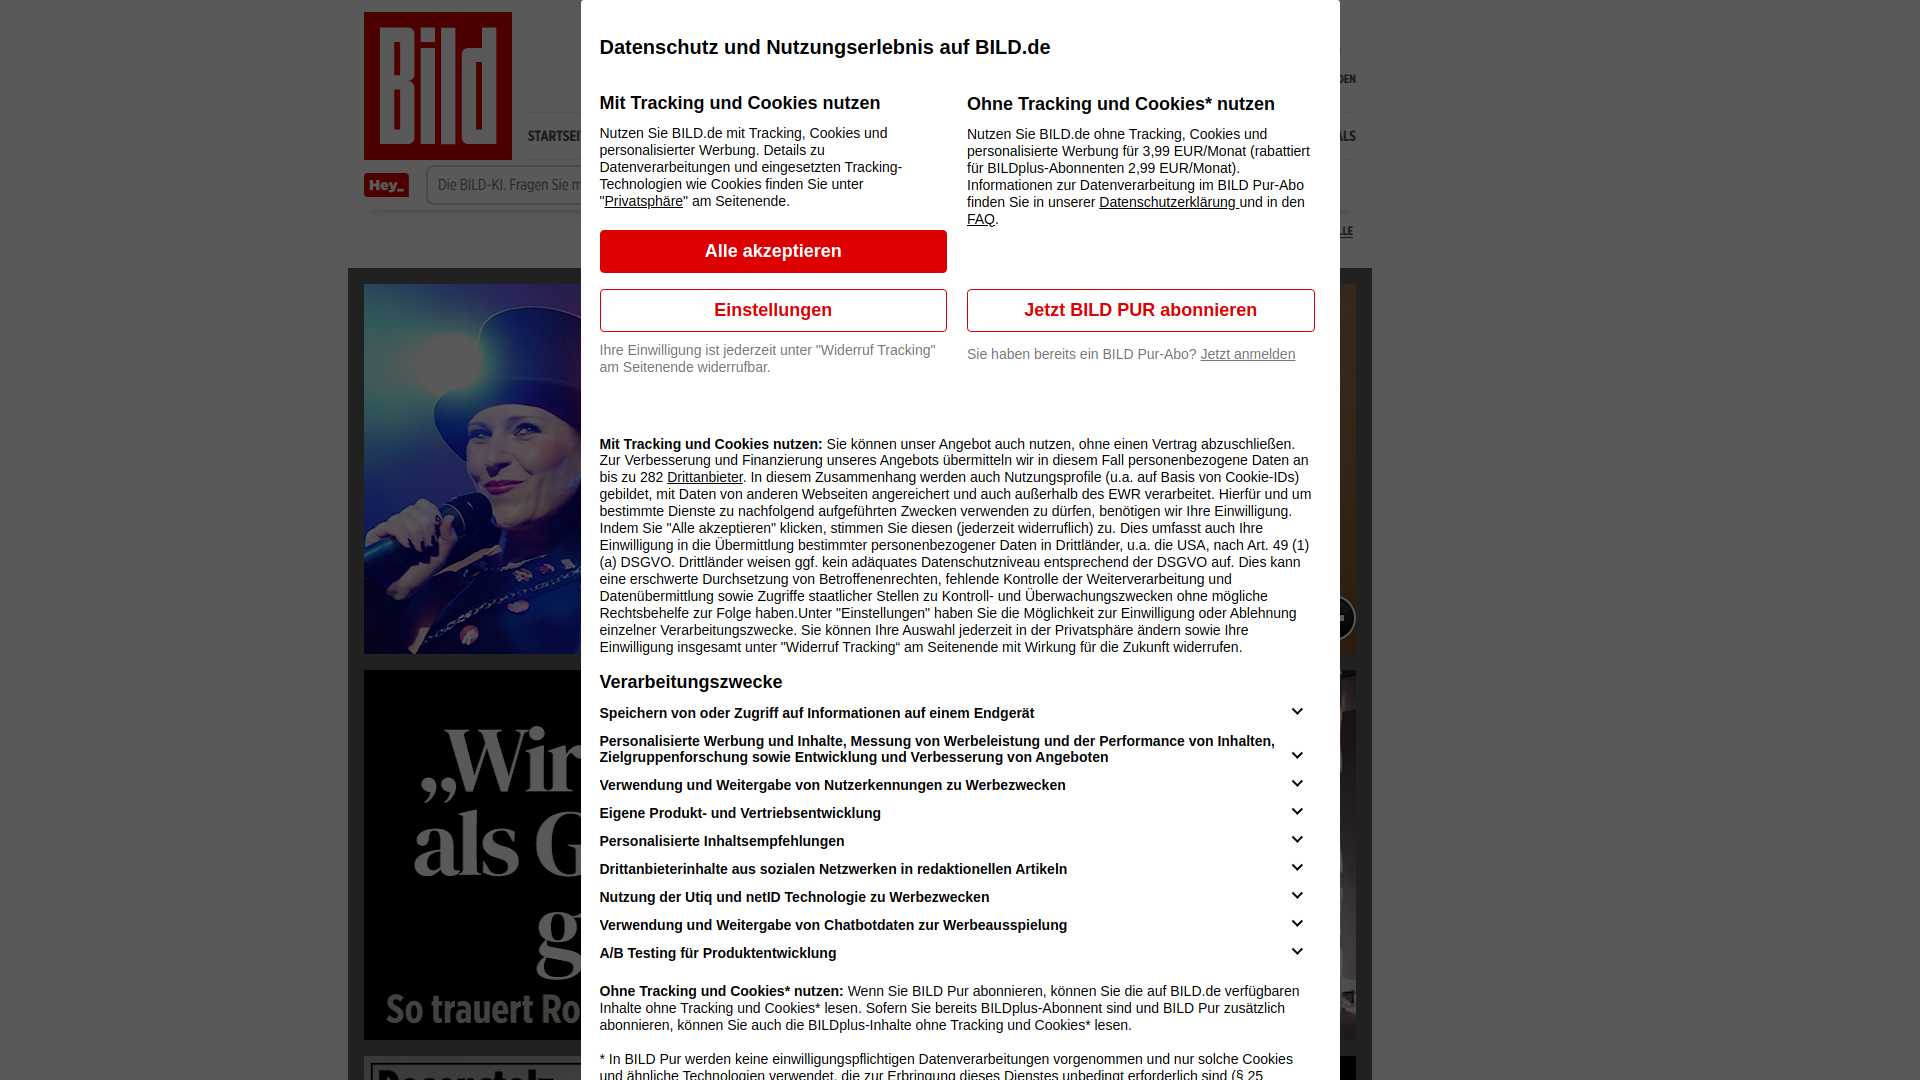 Bild
Datenschutz und Nutzungserlebnis auf BILD.de
Mit Tracking und Cookies nutzen
Nutzen Sie BILD.de mit Tracking, Cookies und
personalisierter Werbung. Details zu
Datenverarbeitungen und eingesetzten Tracking-
Technologien wie Cookies finden Sie unter
"Privatsphäre" am Seitenende.
Alle akzeptieren
Einstellungen
Ihre Einwilligung ist jederzeit unter "Widerruf Tracking"
am Seitenende widerrufbar.
Ohne Tracking und Cookies* nutzen
Nutzen Sie BILD.de ohne Tracking, Cookies und
personalisierte Werbung für 3,99 EUR/Monat (rabattiert
für BILDplus-Abonnenten 2,99 EUR/Monat).
Informationen zur Datenverarbeitung im BILD Pur-Abo
finden Sie in unserer Datenschutzerklärung und in den
FAQ.
Jetzt BILD PUR abonnieren
Sie haben bereits ein BILD Pur-Abo? Jetzt anmelden
Mit Tracking und Cookies nutzen: Sie können unser Angebot auch nutzen, ohne einen Vertrag abzuschließen.
Zur Verbesserung und Finanzierung unseres Angebots übermitteln wir in diesem Fall personenbezogene Daten an
bis zu 282 Drittanbieter. In diesem Zusammenhang werden auch Nutzungsprofile (u.a. auf Basis von Cookie-IDs)
gebildet, mit Daten von anderen Webseiten angereichert und auch außerhalb des EWR verarbeitet. Hierfür und um
bestimmte Dienste zu nachfolgend aufgeführten Zwecken verwenden zu dürfen, benötigen wir Ihre Einwilligung.
Indem Sie "Alle akzeptieren" klicken, stimmen Sie diesen (jederzeit widerruflich) zu. Dies umfasst auch Ihre
Einwilligung in die Übermittlung bestimmter personenbezogener Daten in Drittländer, u.a. die USA, nach Art. 49 (1)
(a) DSGVO. Drittländer weisen ggf. kein adäquates Datenschutzniveau entsprechend der DSGVO auf. Dies kann
eine erschwerte Durchsetzung von Betroffenenrechten, fehlende Kontrolle der Weiterverarbeitung und
Datenübermittlung sowie Zugriffe staatlicher Stellen zu Kontroll- und Überwachungszwecken ohne mögliche
Rechtsbehelfe zur Folge haben.Unter "Einstellungen" haben Sie die Möglichkeit zur Einwilligung oder Ablehnung
einzelner Verarbeitungszwecke. Sie können Ihre Auswahl jederzeit in der Privatsphäre ändern sowie Ihre
Einwilligung insgesamt unter "Widerruf Tracking“ am Seitenende mit Wirkung für die Zukunft widerrufen.
Verarbeitungszwecke
Speichern von oder Zugriff auf Informationen auf einem Endgerät
Personalisierte Werbung und Inhalte, Messung von Werbeleistung und der Performance von Inhalten,
Zielgruppenforschung sowie Entwicklung und Verbesserung von Angeboten
Verwendung und Weitergabe von Nutzerkennungen zu Werbezwecken
Eigene Produkt- und Vertriebsentwicklung
Personalisierte Inhaltsempfehlungen
Drittanbieterinhalte aus sozialen Netzwerken in redaktionellen Artikeln
Nutzung der Utiq und netID Technologie zu Werbezwecken
Verwendung und Weitergabe von Chatbotdaten zur Werbeausspielung
A/B Testing für Produktentwicklung
Ohne Tracking und Cookies* nutzen: Wenn Sie BILD Pur abonnieren, können Sie die auf BILD.de verfügbaren
Inhalte ohne Tracking und Cookies* lesen. Sofern Sie bereits BILDplus-Abonnent sind und BILD Pur zusätzlich
abonnieren, können Sie auch die BILDplus-Inhalte ohne Tracking und Cookies* lesen.
* In BILD Pur werden keine einwilligungspflichtigen Datenverarbeitungen vorgenommen und nur solche Cookies
und ähnliche Technologien verwendet, die zur Erbringung dieses Dienstes unbedingt erforderlich sind (§ 25
STARTSEI
ALS
Hey_
Die BILD-KI. Fragen Sie m
„Wir
als G
g
So trauert Ro